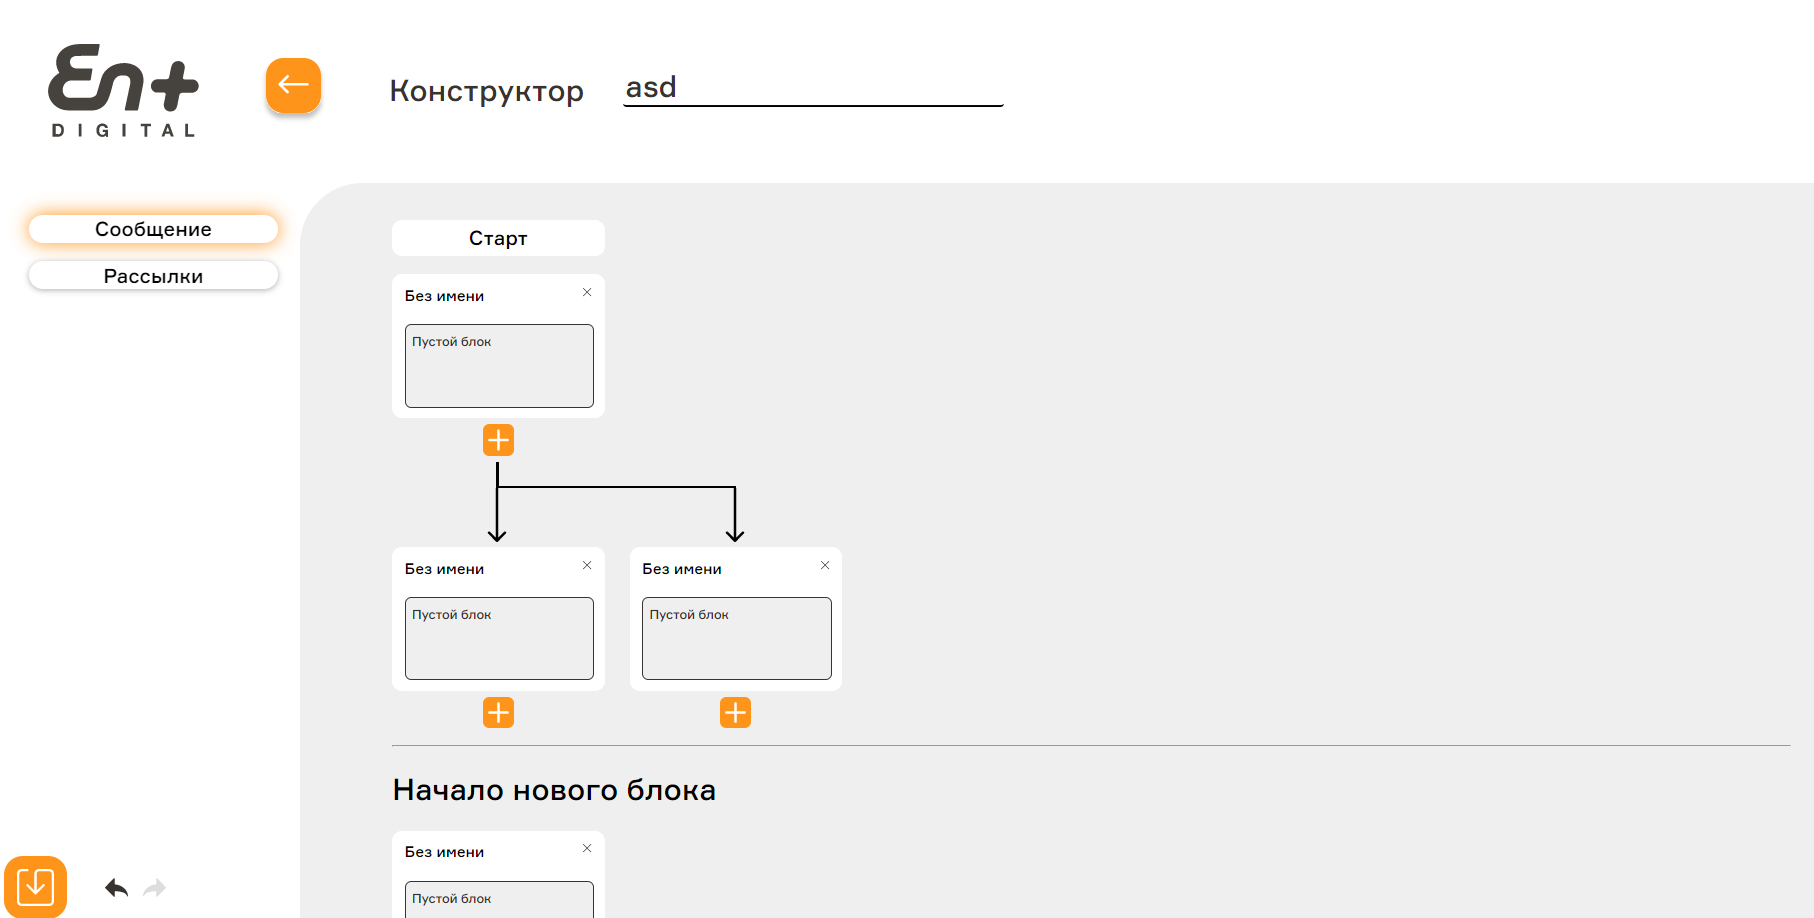 En+
DIGITAL
Конструктор
asd
Сообщение
Рассылки
Старт
Без имени
Пустой блок
Без имени
Без имени
Пустой блок
Пустой блок
Начало нового блока
Без имени
Пустой блок